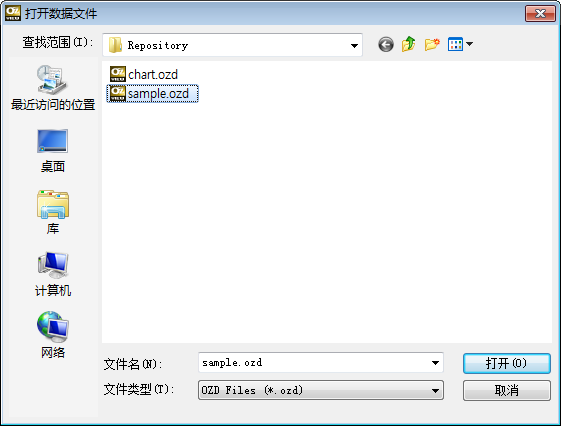 打开数据文件
查找范围(I):
Repository
最近访问的位置
桌面
库
计算机
网络
chart.ozd
sample.ozd
文件名(N):
sample.ozd
打开(O)
文件类型(T):
OZD Files (*.ozd)
取消